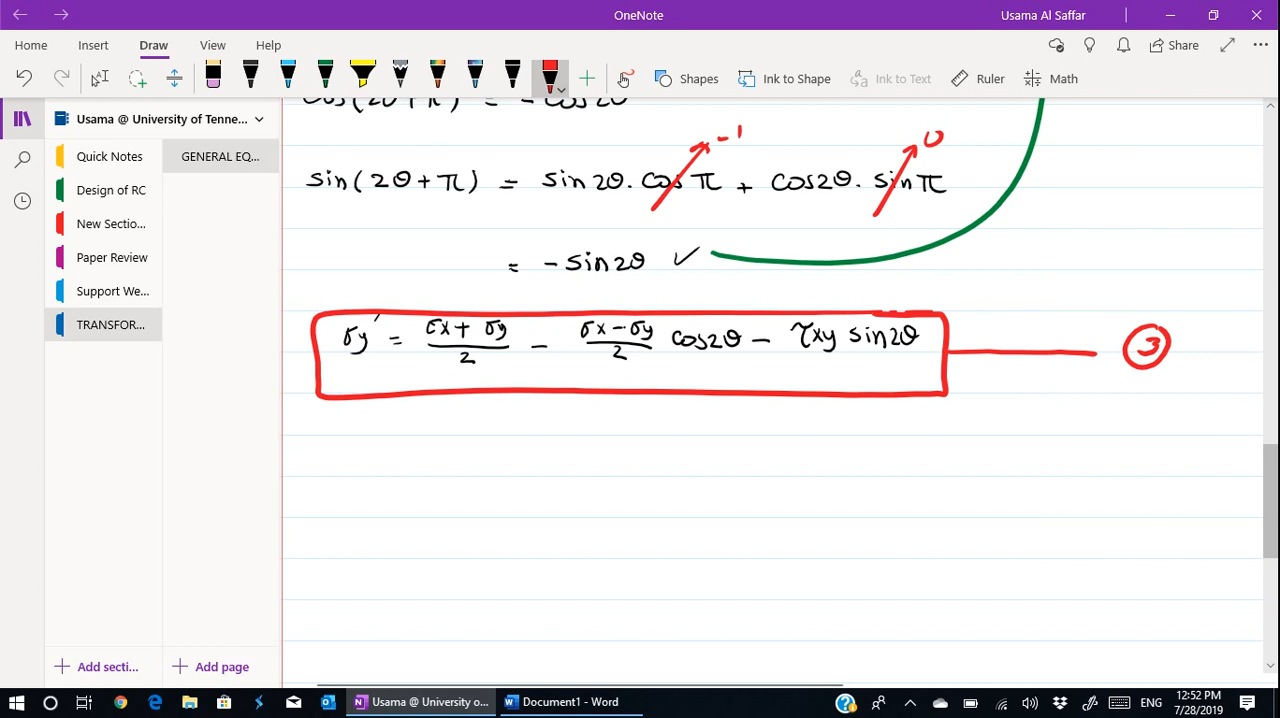 OneNote
Usama Al Saffar
Home Insert Draw View Help
Share
Shapes Ink to Shape Ink to Text Ruler Math
Usama @ University of Tenne...
Quick Notes
Design of RC
New Sectio...
Paper Review
Support We...
TRANSFOR...
GENERAL EQ...
cos(2θ+π) = - cos2θ
sin(2θ+π) = sin2θ. cosπ + cos2θ. sinπ
-1 0
= - sin2θ ✓
σy' = σx + σy / 2 - σx - σy / 2 cos2θ - τxy sin2θ
3
Add secti... Add page
Usama @ University o... Document1 - Word
ENG
12:52 PM
7/28/2019